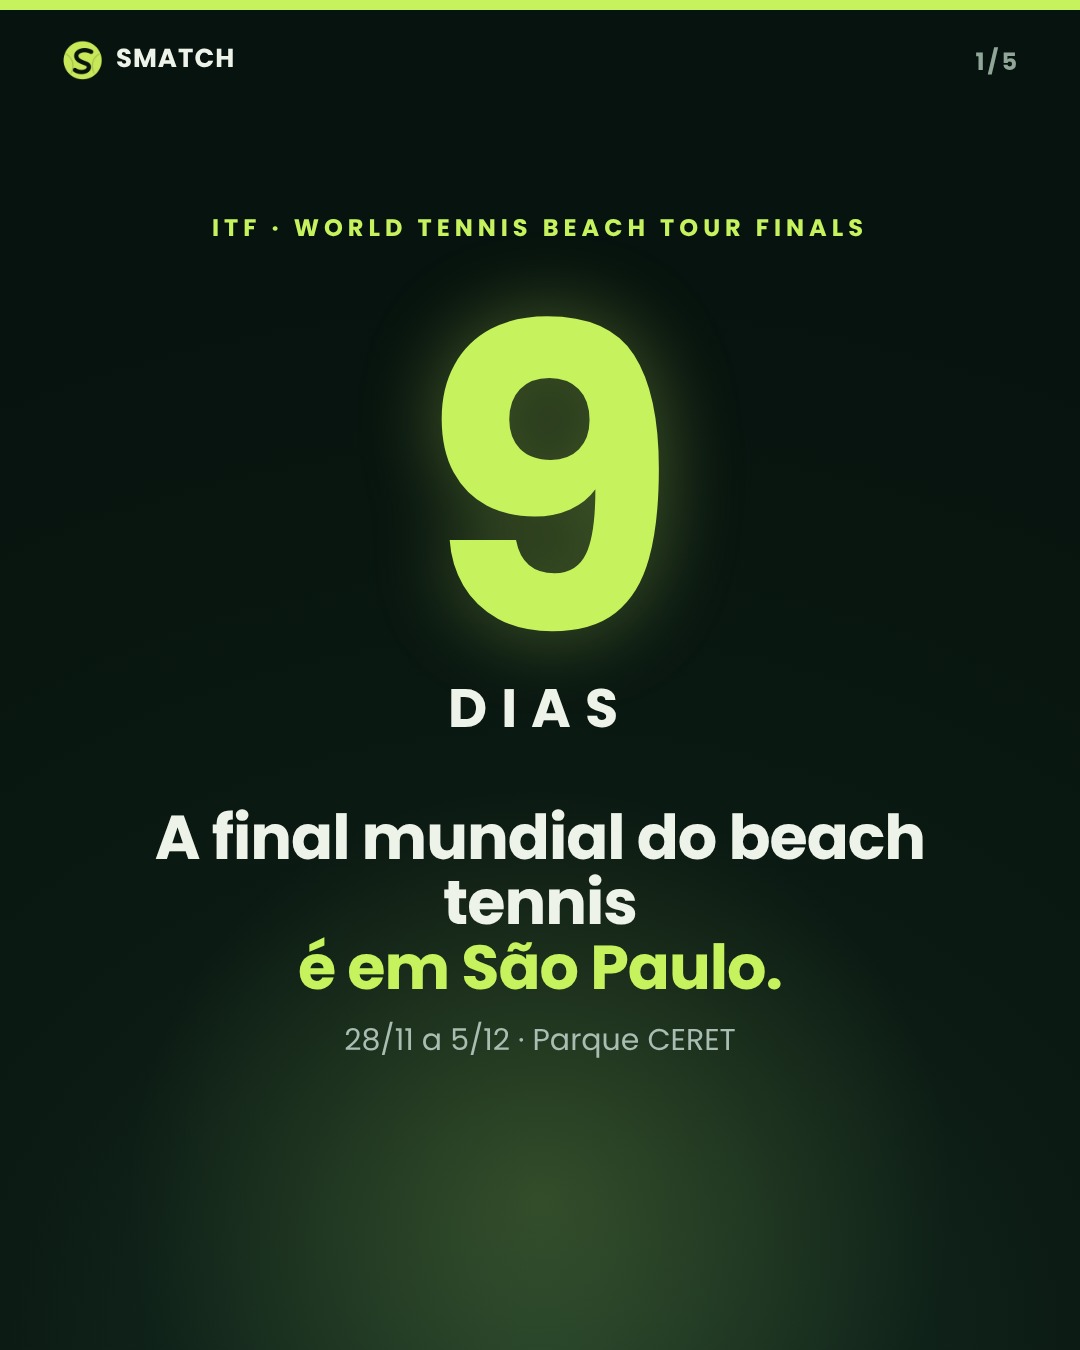 SMATCH
1/5
ITF · WORLD TENNIS BEACH TOUR FINALS
9
DIAS
A final mundial do beach
tennis
é em São Paulo.
28/11 a 5/12 · Parque CERET